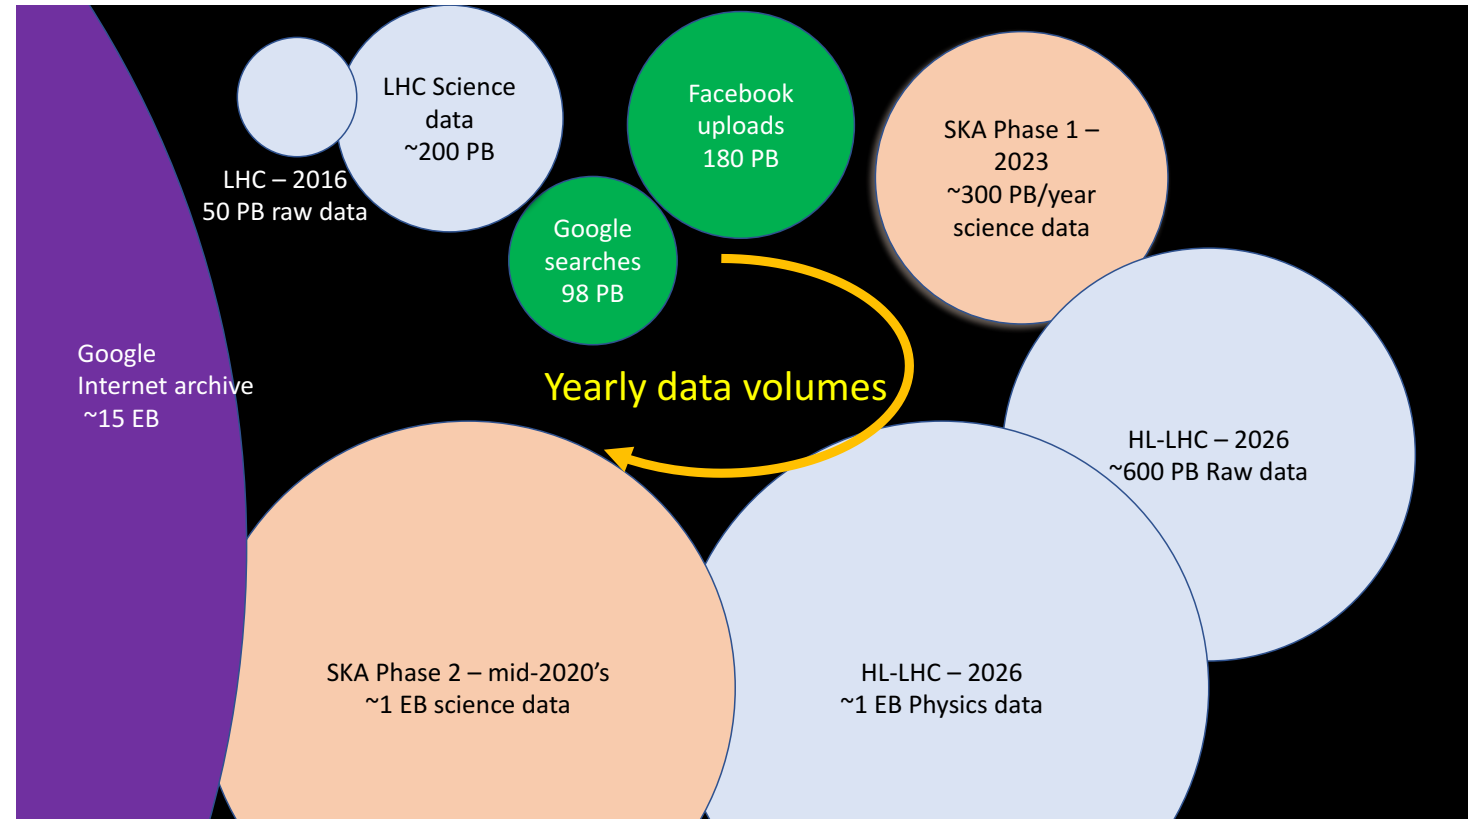 LHC Science
data
~200 PB
LHC – 2016
50 PB raw data
Facebook
uploads
180 PB
Google
searches
98 PB
SKA Phase 1 –
2023
~300 PB/year
science data
Google
Internet archive
~15 EB
Yearly data volumes
HL-LHC – 2026
~600 PB Raw data
SKA Phase 2 – mid-2020’s
~1 EB science data
HL-LHC – 2026
~1 EB Physics data